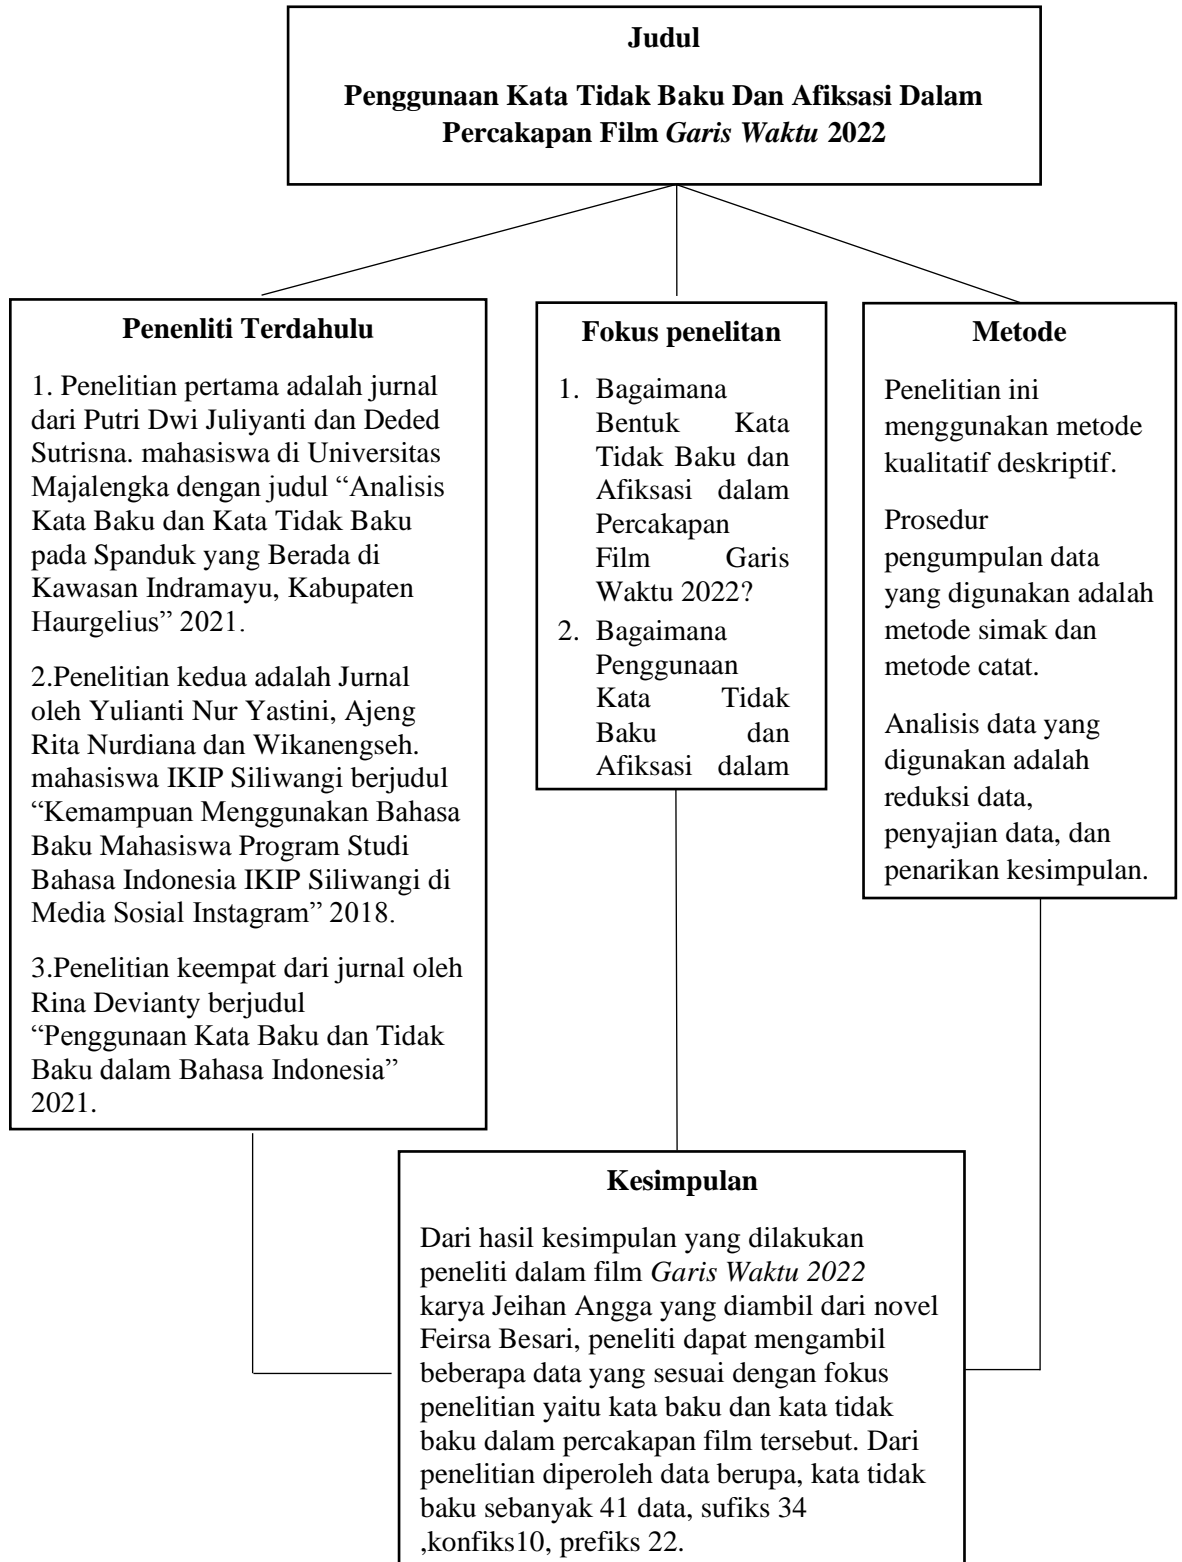 Judul
Penggunaan Kata Tidak Baku Dan Afiksasi Dalam
Percakapan Film Garis Waktu 2022
Penenliti Terdahulu
1. Penelitian pertama adalah jurnal
dari Putri Dwi Juliyanti dan Deded
Sutrisna. mahasiswa di Universitas
Majalengka dengan judul “Analisis
Kata Baku dan Kata Tidak Baku
pada Spanduk yang Berada di
Kawasan Indramayu, Kabupaten
Haurgelius” 2021.
2.Penelitian kedua adalah Jurnal
oleh Yulianti Nur Yastini, Ajeng
Rita Nurdiana dan Wikanengseh.
mahasiswa IKIP Siliwangi berjudul
“Kemampuan Menggunakan Bahasa
Baku Mahasiswa Program Studi
Bahasa Indonesia IKIP Siliwangi di
Media Sosial Instagram” 2018.
3.Penelitian keempat dari jurnal oleh
Rina Devianty berjudul
“Penggunaan Kata Baku dan Tidak
Baku dalam Bahasa Indonesia”
2021.
Fokus penelitan
1. Bagaimana
Bentuk Kata
Tidak Baku dan
Afiksasi dalam
Percakapan
Film Garis
Waktu 2022?
2. Bagaimana
Penggunaan
Kata Tidak
Baku dan
Afiksasi dalam
Metode
Penelitian ini
menggunakan metode
kualitatif deskriptif.
Prosedur
pengumpulan data
yang digunakan adalah
metode simak dan
metode catat.
Analisis data yang
digunakan adalah
reduksi data,
penyajian data, dan
penarikan kesimpulan.
Kesimpulan
Dari hasil kesimpulan yang dilakukan
peneliti dalam film Garis Waktu 2022
karya Jeihan Angga yang diambil dari novel
Feirsa Besari, peneliti dapat mengambil
beberapa data yang sesuai dengan fokus
penelitian yaitu kata baku dan kata tidak
baku dalam percakapan film tersebut. Dari
penelitian diperoleh data berupa, kata tidak
baku sebanyak 41 data, sufiks 34
,konfiks10, prefiks 22.